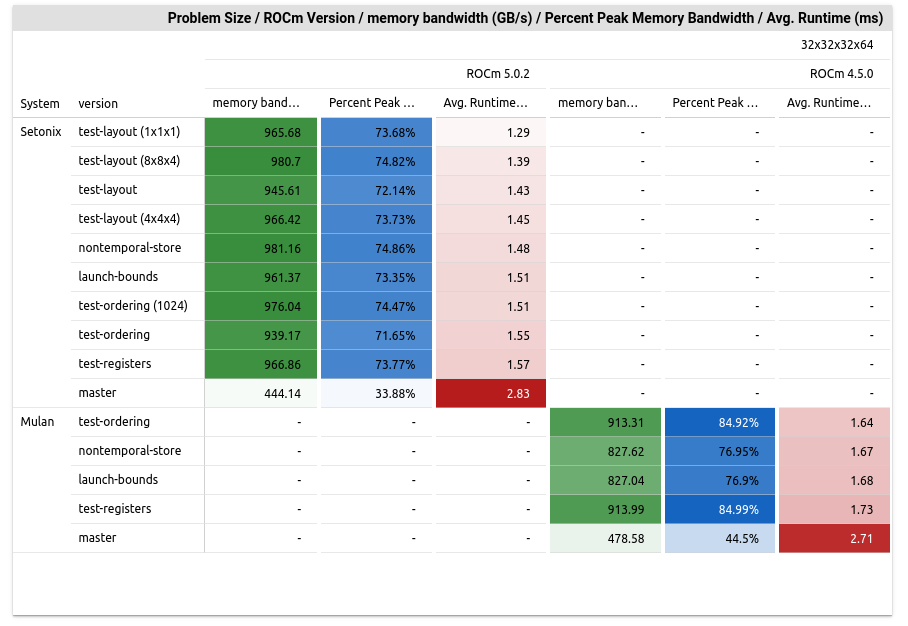 Problem Size / ROCm Version / memory bandwidth (GB/s) / Percent Peak Memory Bandwidth / Avg. Runtime (ms)
32x32x32x64
ROCm 5.0.2 ROCm 4.5.0
System version memory band... Percent Peak ... Avg. Runtime... memory ban... Percent Peak ... Avg. Runtime...
Setonix test-layout (1x1x1) 965.68 73.68% 1.29 - - -
test-layout (8x8x4) 980.7 74.82% 1.39 - - -
test-layout 945.61 72.14% 1.43 - - -
test-layout (4x4x4) 966.42 73.73% 1.45 - - -
nontemporal-store 981.16 74.86% 1.48 - - -
launch-bounds 961.37 73.35% 1.51 - - -
test-ordering (1024) 976.04 74.47% 1.51 - - -
test-ordering 939.17 71.65% 1.55 - - -
test-registers 966.86 73.77% 1.57 - - -
master 444.14 33.88% 2.83 - - -
Mulan test-ordering - - - 913.31 84.92% 1.64
nontemporal-store - - - 827.62 76.95% 1.67
launch-bounds - - - 827.04 76.9% 1.68
test-registers - - - 913.99 84.99% 1.73
master - - - 478.58 44.5% 2.71